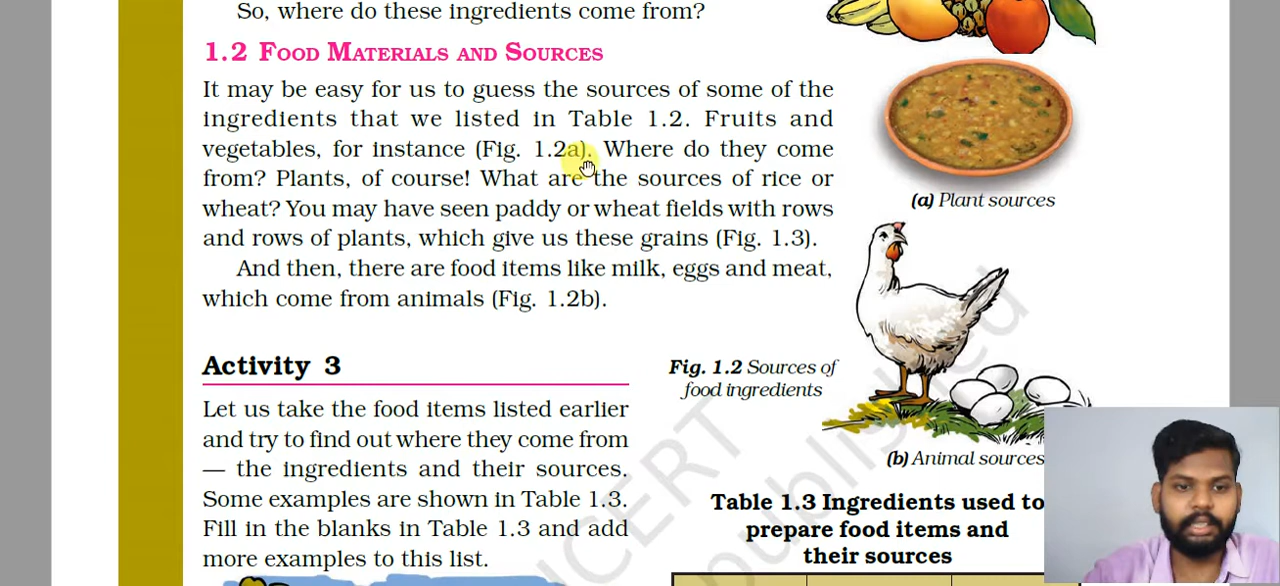 So, where do these ingredients come from?
1.2 FOOD MATERIALS AND SOURCES
It may be easy for us to guess the sources of some of the
ingredients that we listed in Table 1.2. Fruits and
vegetables, for instance (Fig. 1.2a). Where do they come
from? Plants, of course! What are the sources of rice or
wheat? You may have seen paddy or wheat fields with rows
and rows of plants, which give us these grains (Fig. 1.3).
And then, there are food items like milk, eggs and meat,
which come from animals (Fig. 1.2b).
Activity 3
Let us take the food items listed earlier
and try to find out where they come from
— the ingredients and their sources.
Some examples are shown in Table 1.3.
Fill in the blanks in Table 1.3 and add
more examples to this list.
(a) Plant sources
Fig. 1.2 Sources of
food ingredients
(b) Animal sources
Table 1.3 Ingredients used to
prepare food items and
their sources
NCERT
published